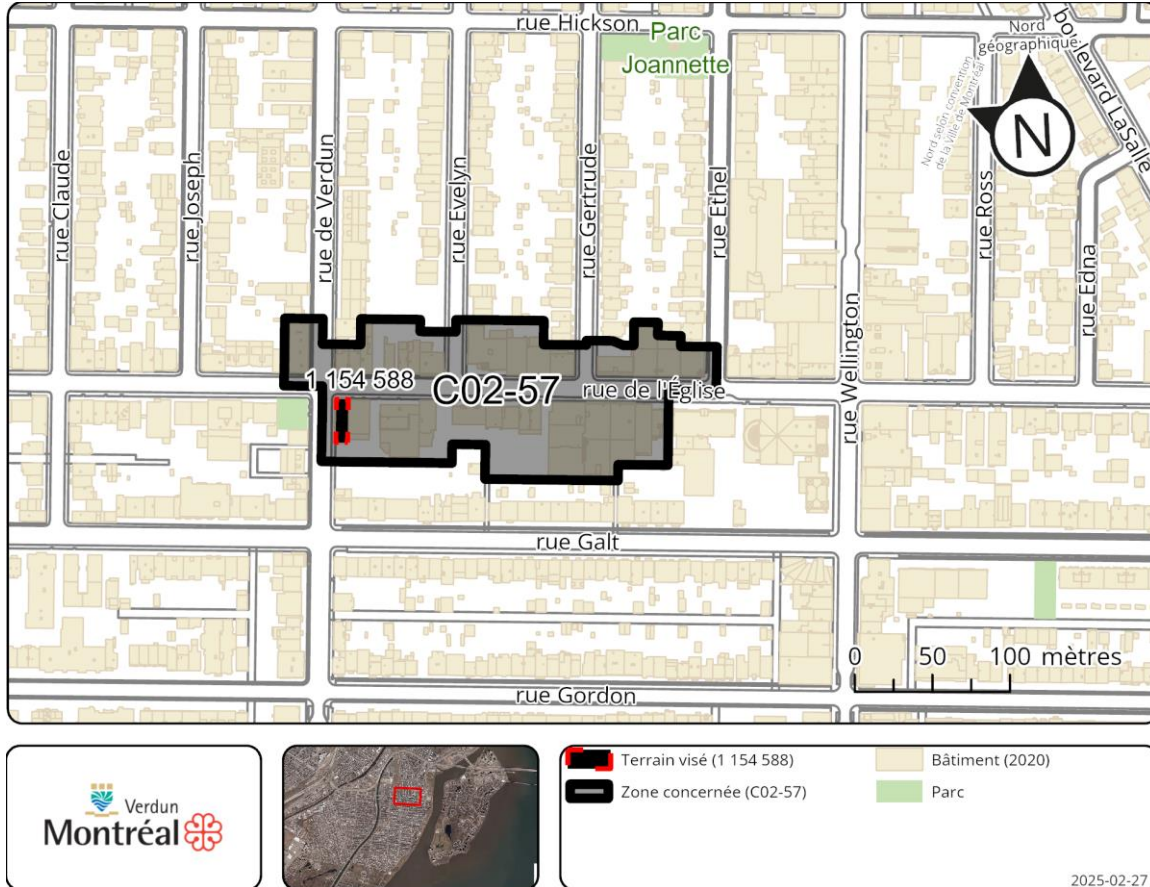 rue Hickson
Parc
Joannette
boulevard LaSalle
Nord
géographique
Nord selon convention
de la Ville de Montréal
N
rue Claude
rue Joseph
rue de Verdun
rue Evelyn
rue Gertrude
rue Ethel
rue Wellington
rue Ross
rue Edna
1 154 588
C02-57
rue de l'Église
rue Galt
0 50 100 mètres
rue Gordon
Verdun
Montréal
Terrain visé (1 154 588)
Zone concernée (C02-57)
Bâtiment (2020)
Parc
2025-02-27